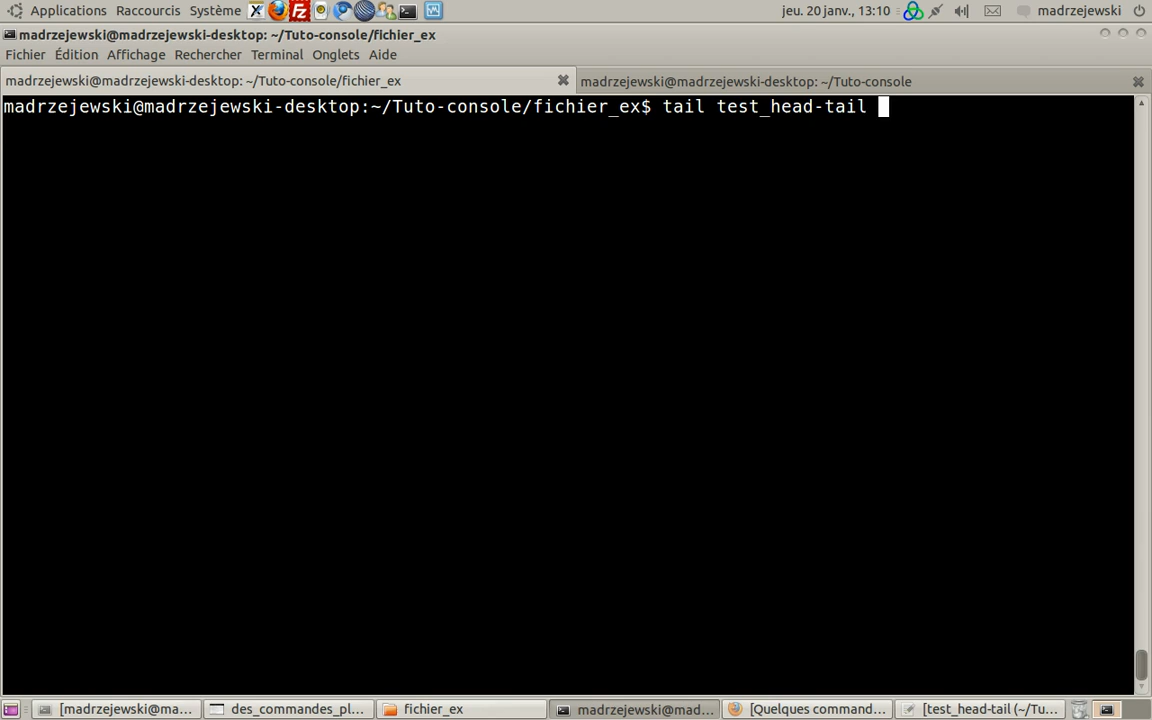 Applications Raccourcis Système jeu. 20 janv., 13:10 madrzejewski
madrzejewski@madrzejewski-desktop: ~/Tuto-console/fichier_ex
Fichier Édition Affichage Rechercher Terminal Onglets Aide
madrzejewski@madrzejewski-desktop: ~/Tuto-console/fichier_ex madrzejewski@madrzejewski-desktop: ~/Tuto-console
madrzejewski@madrzejewski-desktop:~/Tuto-console/fichier_ex$ tail test_head-tail
[madrzejewski@ma... des_commandes_pl... fichier_ex madrzejewski@mad... [Quelques command... [test_head-tail (~/Tu...